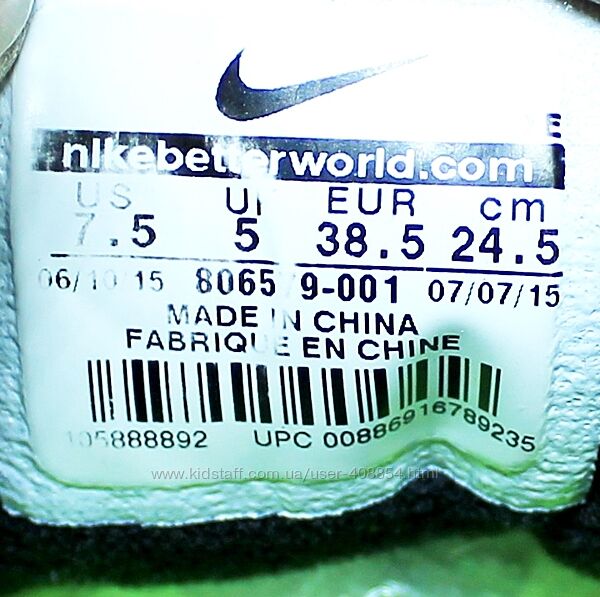 E
nikebetterworld.com
US UK EUR cm
7.5 5 38.5 24.5
06/10/15 9-001 07/07/15
MADE IN CHINA
FABRIQUE EN CHINE
105888892 UPC 00886916789235
www.kidstaff.com.ua/user-408854.html